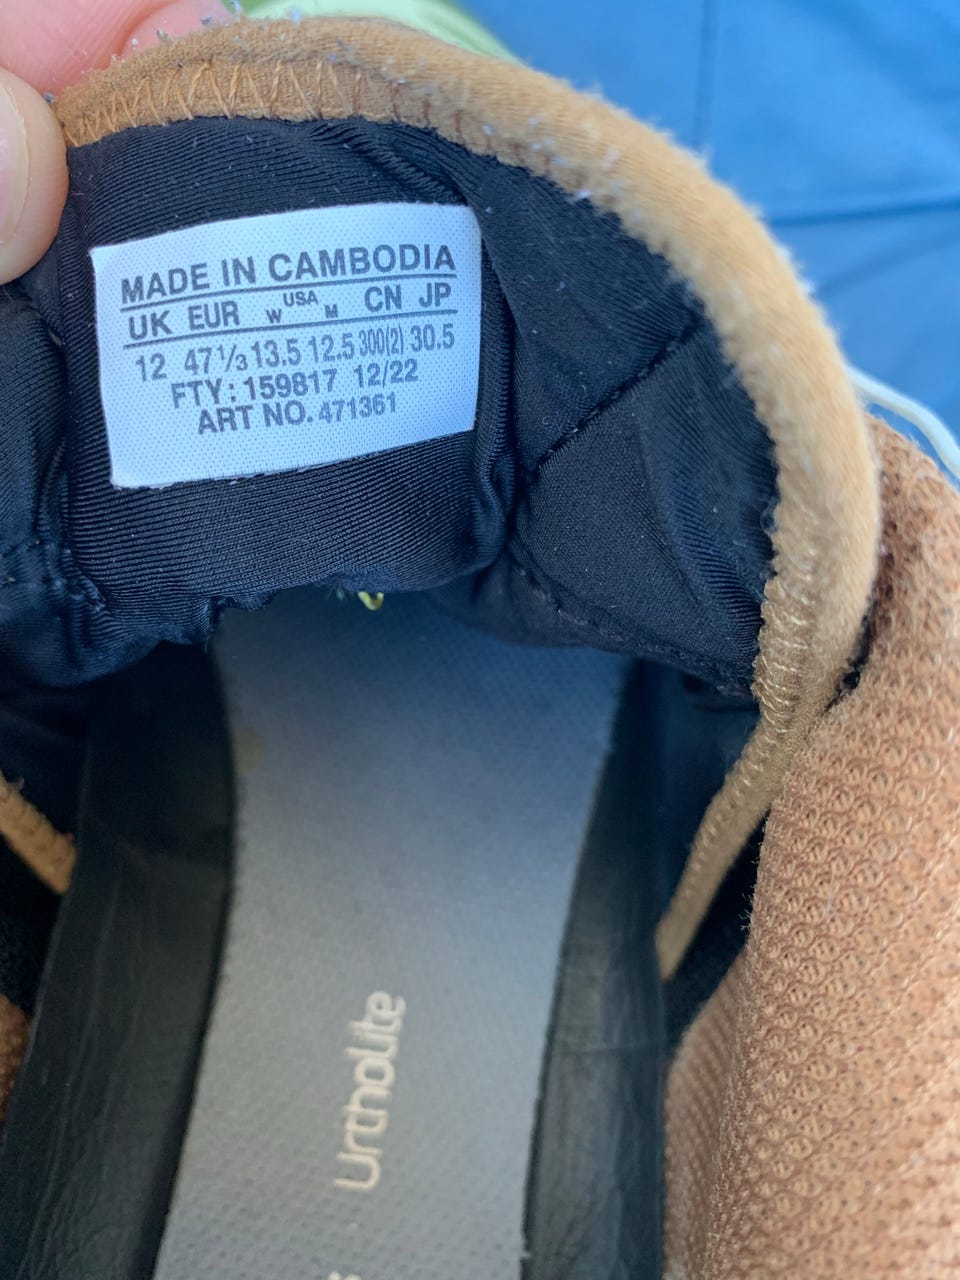 MADE IN CAMBODIA
UK EUR W USA M CN JP
12 47⅓ 13.5 12.5 300(2) 30.5
FTY: 159817 12/22
ART NO. 471361
Ortholite